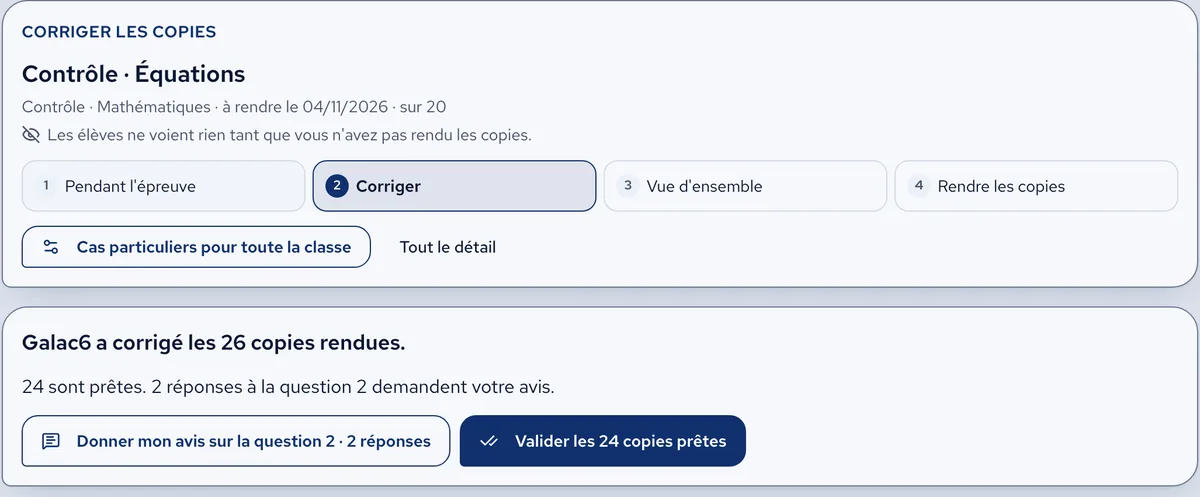 CORRIGER LES COPIES
Contrôle · Équations
Contrôle · Mathématiques · à rendre le 04/11/2026 · sur 20
Les élèves ne voient rien tant que vous n'avez pas rendu les copies.
1 Pendant l'épreuve
2 Corriger
3 Vue d'ensemble
4 Rendre les copies
Cas particuliers pour toute la classe
Tout le détail
Galac6 a corrigé les 26 copies rendues.
24 sont prêtes. 2 réponses à la question 2 demandent votre avis.
Donner mon avis sur la question 2 · 2 réponses
Valider les 24 copies prêtes